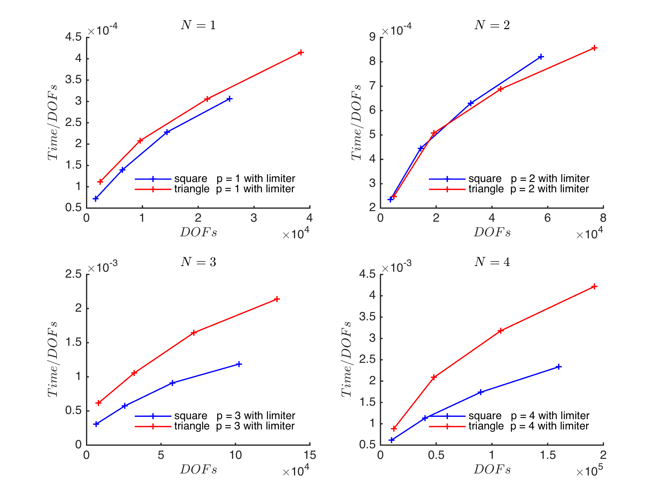 N = 1
×10⁻⁴
4.5
4
3.5
3
2.5
2
1.5
1
0.5
Time/DOFs
square p = 1 with limiter
triangle p = 1 with limiter
0 1 2 3 4
DOFs
×10⁴
N = 2
×10⁻⁴
9
8
7
6
5
4
3
2
Time/DOFs
square p = 2 with limiter
triangle p = 2 with limiter
0 2 4 6 8
DOFs
×10⁴
N = 3
×10⁻³
2.5
2
1.5
1
0.5
0
Time/DOFs
square p = 3 with limiter
triangle p = 3 with limiter
0 5 10 15
DOFs
×10⁴
N = 4
×10⁻³
4.5
4
3.5
3
2.5
2
1.5
1
0.5
Time/DOFs
square p = 4 with limiter
triangle p = 4 with limiter
0 0.5 1 1.5 2
DOFs
×10⁵